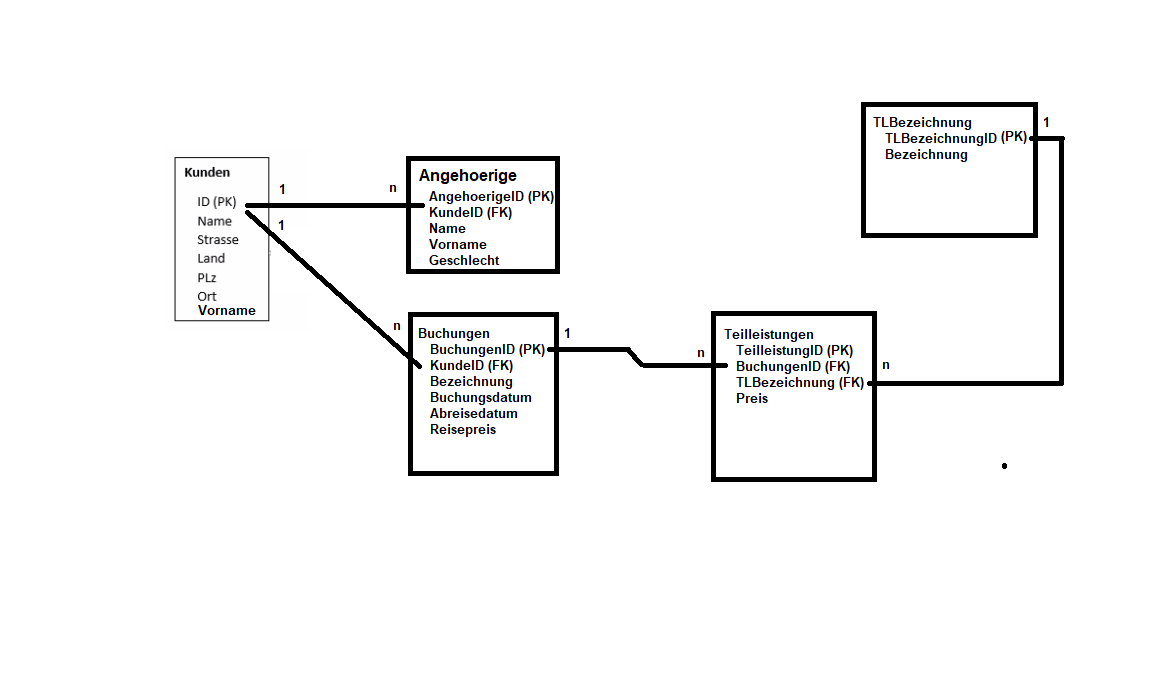 Kunden
ID (PK)
Name
Strasse
Land
PLz
Ort
Vorname
1
1
n
n
Angehoerige
AngehoerigeID (PK)
KundeID (FK)
Name
Vorname
Geschlecht
Buchungen
BuchungenID (PK)
KundeID (FK)
Bezeichnung
Buchungsdatum
Abreisedatum
Reisepreis
1
n
Teilleistungen
TeilleistungID (PK)
BuchungenID (FK)
TLBezeichnung (FK)
Preis
n
TLBezeichnung
TLBezeichnungID (PK)
Bezeichnung
1